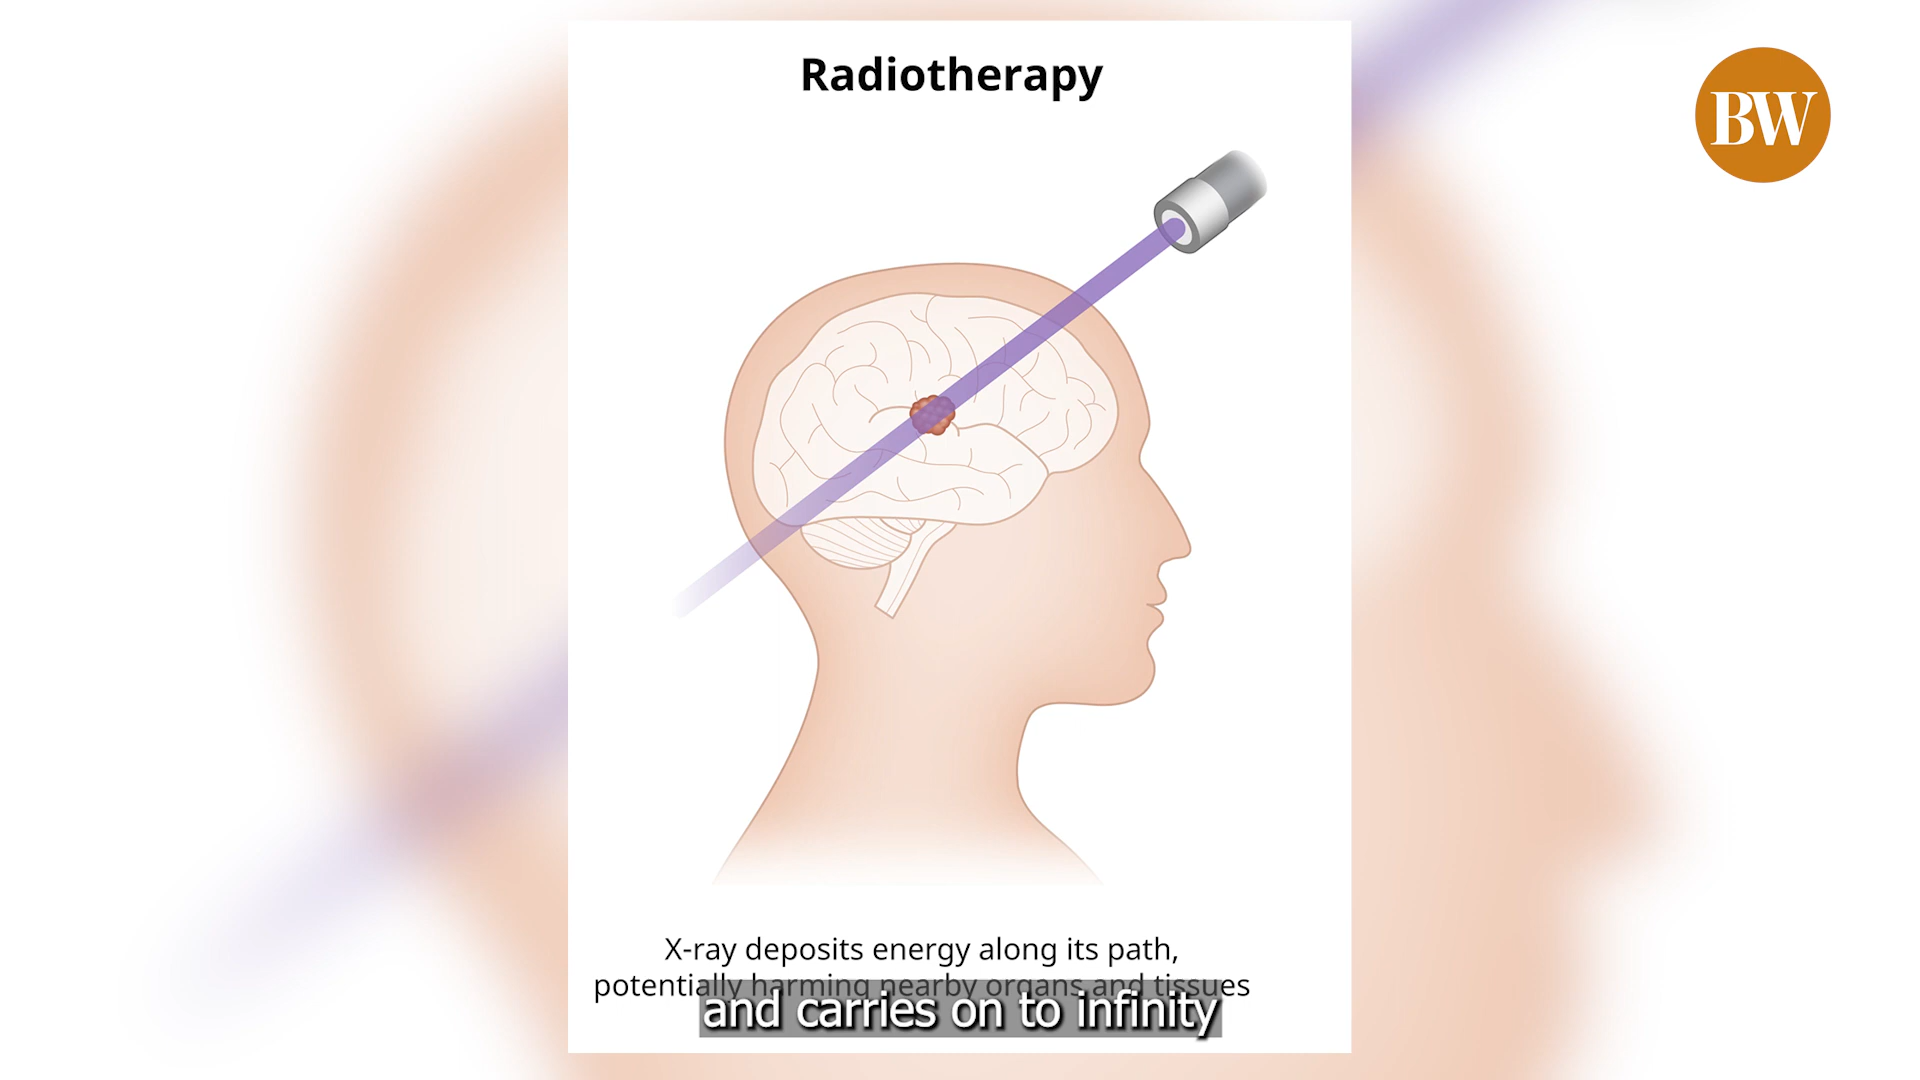 Radiotherapy
BW
X-ray deposits energy along its path,
potentially harming nearby organs and tissues
and carries on to infinity